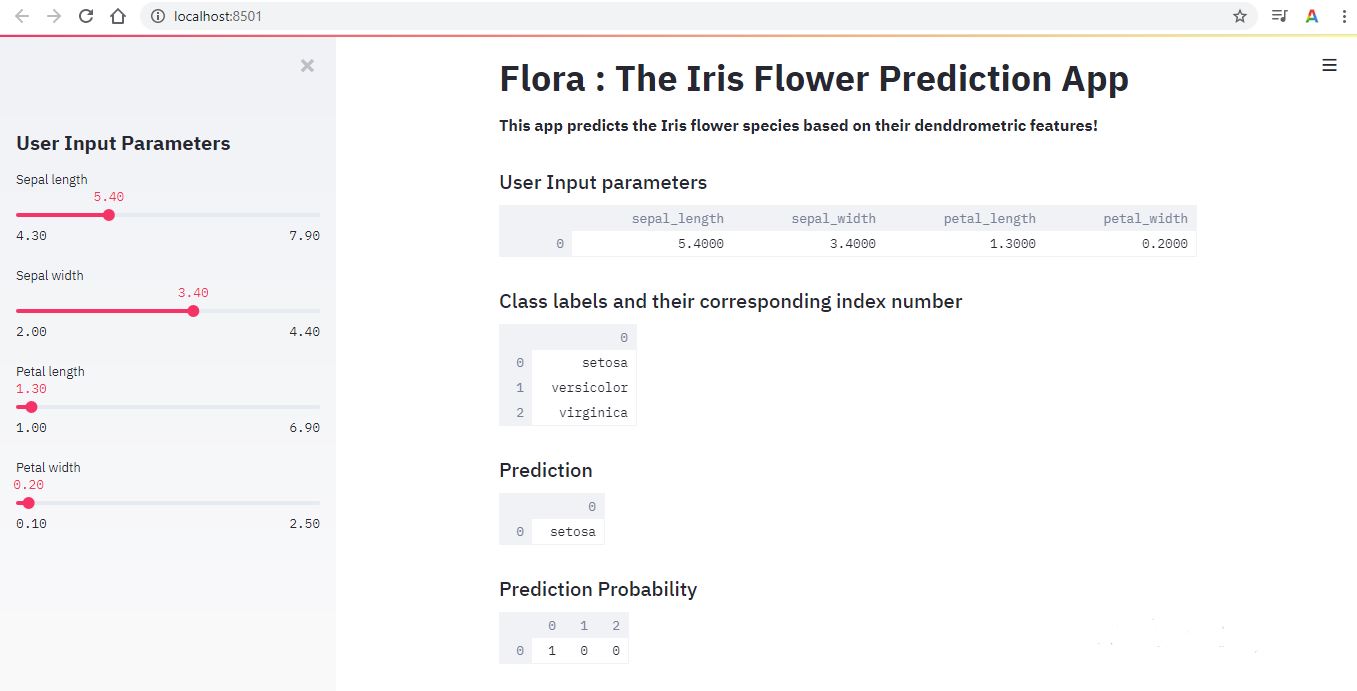 localhost:8501
User Input Parameters
Sepal length
5.40
4.30 7.90
Sepal width
3.40
2.00 4.40
Petal length
1.30
1.00 6.90
Petal width
0.20
0.10 2.50
Flora : The Iris Flower Prediction App
This app predicts the Iris flower species based on their denddrometric features!
User Input parameters
sepal_length sepal_width petal_length petal_width
0 5.4000 3.4000 1.3000 0.2000
Class labels and their corresponding index number
0
0 setosa
1 versicolor
2 virginica
Prediction
0
0 setosa
Prediction Probability
0 1 2
0 1 0 0